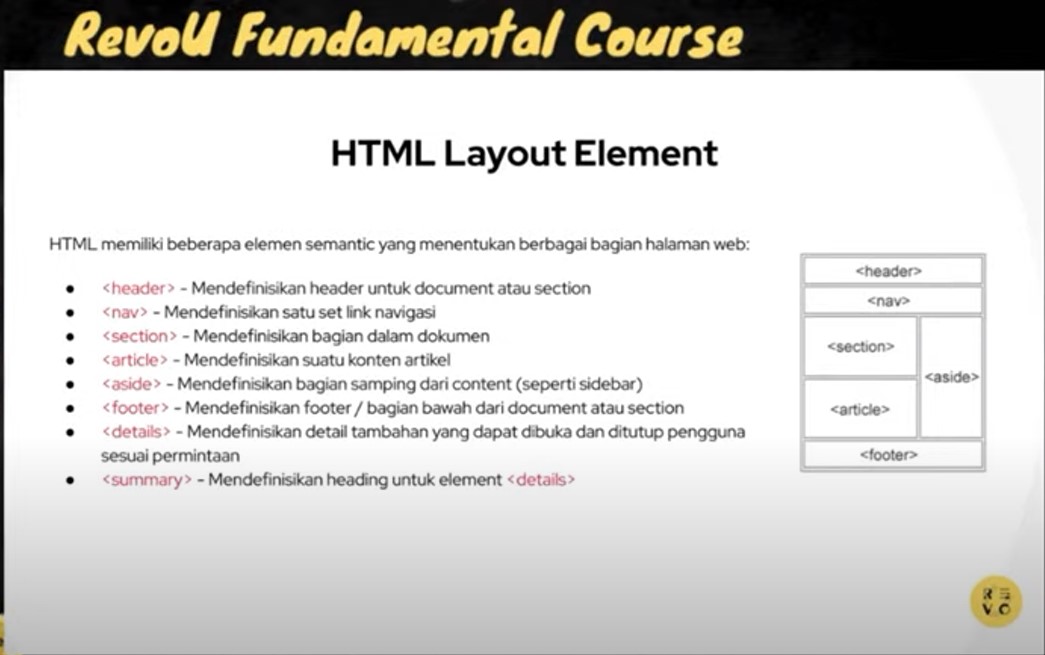 RevoU Fundamental Course
HTML Layout Element
HTML memiliki beberapa elemen semantic yang menentukan berbagai bagian halaman web:
● <header> - Mendefinisikan header untuk document atau section
● <nav> - Mendefinisikan satu set link navigasi
● <section> - Mendefinisikan bagian dalam dokumen
● <article> - Mendefinisikan suatu konten artikel
● <aside> - Mendefinisikan bagian samping dari content (seperti sidebar)
● <footer> - Mendefinisikan footer / bagian bawah dari document atau section
● <details> - Mendefinisikan detail tambahan yang dapat dibuka dan ditutup pengguna
sesuai permintaan
● <summary> - Mendefinisikan heading untuk element <details>
<header>
<nav>
<section>
<aside>
<article>
<footer>